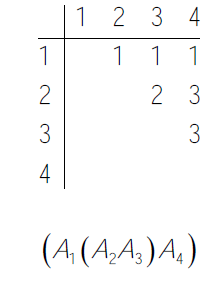 1 2 3 4
1 1 1 1
2 2 3
3 3
4
(A₁(A₂A₃)A₄)